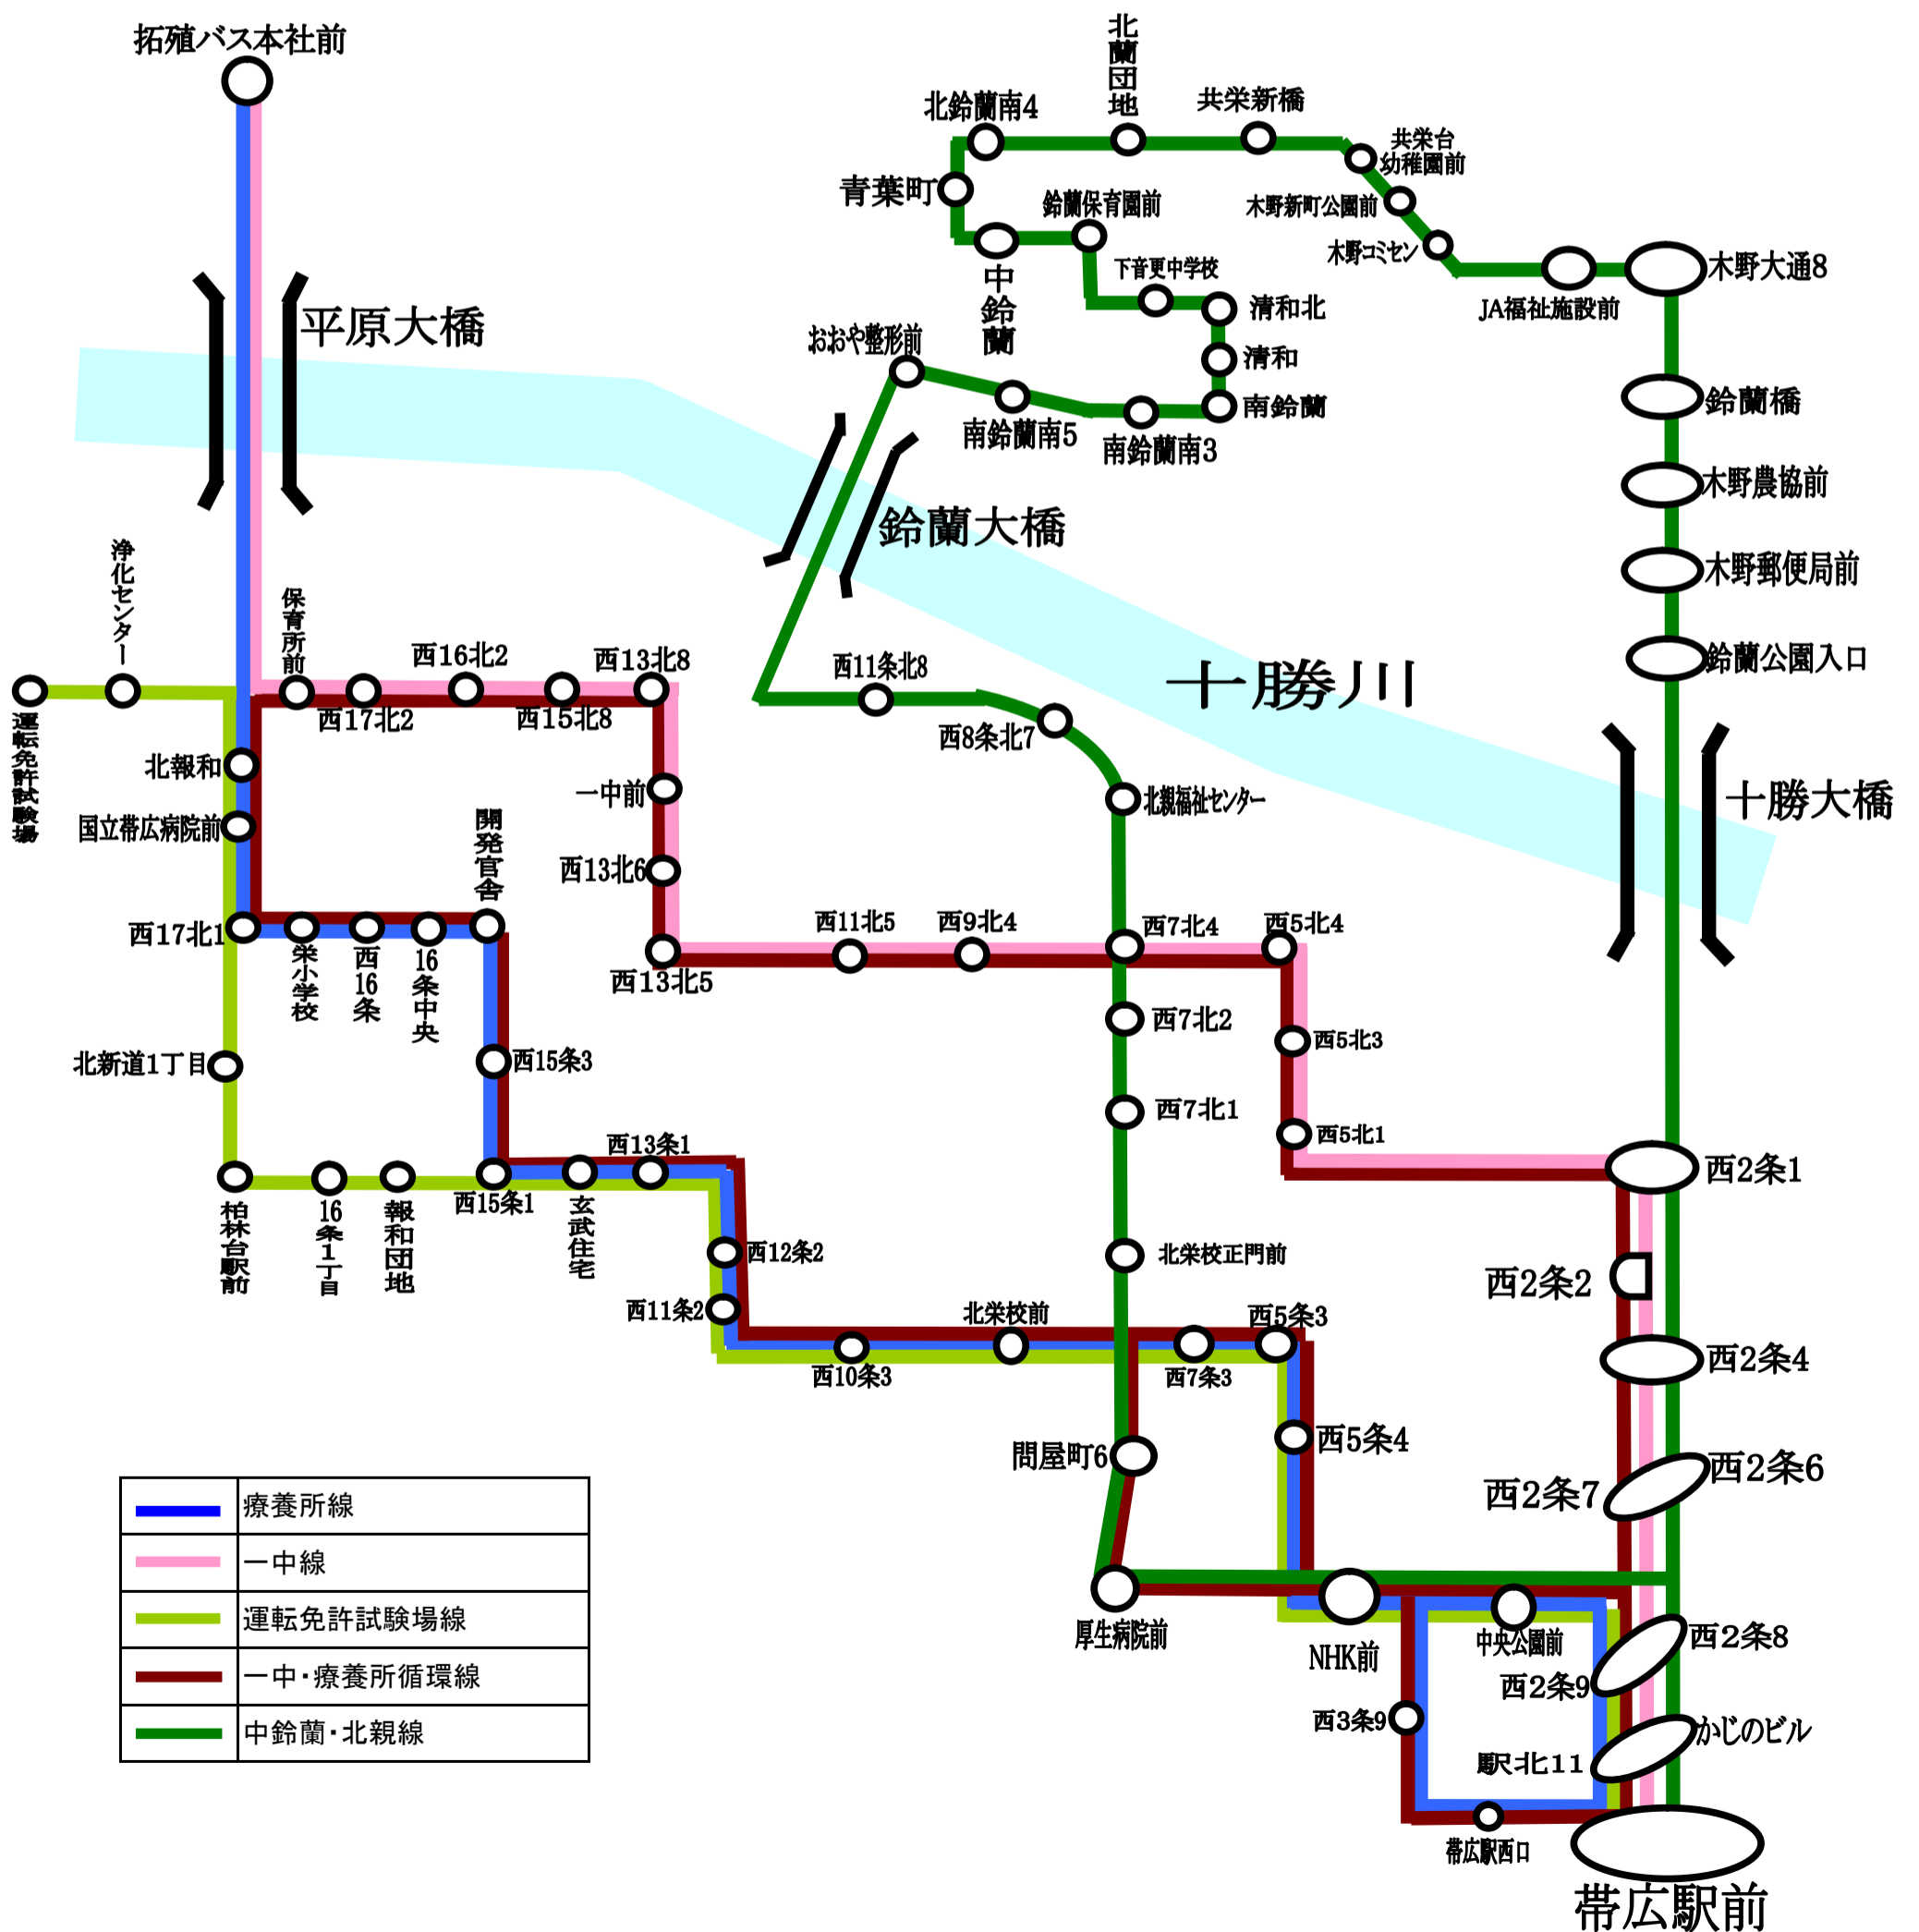 拓殖バス本社前
北蘭団地
北鈴蘭南4
共栄新橋
共栄台
幼稚園前
青葉町
鈴蘭保育園前
木野新町公園前
木野コミセン
木野大通8
JA福祉施設前
中鈴蘭
下音更中学校
清和北
清和
南鈴蘭
おおや整形前
南鈴蘭南5
南鈴蘭南3
平原大橋
鈴蘭橋
木野農協前
木野郵便局前
鈴蘭公園入口
鈴蘭大橋
十勝川
十勝大橋
浄化センター
運転免許試験場
保育所前
西17北2
西16北2
西15北8
西13北8
西11条北8
西8条北7
北親福祉センター
北報和
国立帯広病院前
一中前
西13北6
開発官舎
西17北1
栄小学校
西16条
16条中央
西13北5
西11北5
西9北4
西7北4
西5北4
西7北2
西5北3
北新道1丁目
西15条3
西7北1
西5北1
西13条1
西2条1
柏林台駅前
16条1丁目
報和団地
西15条1
玄武住宅
西12条2
北栄校正門前
西2条2
西11条2
北栄校前
西5条3
西10条3
西7条3
西2条4
西5条4
問屋町6
西2条7
西2条6
厚生病院前
NHK前
中央公園前
西2条8
西2条9
西3条9
かじのビル
駅北11
帯広駅西口
帯広駅前
療養所線
一中線
運転免許試験場線
一中・療養所循環線
中鈴蘭・北親線